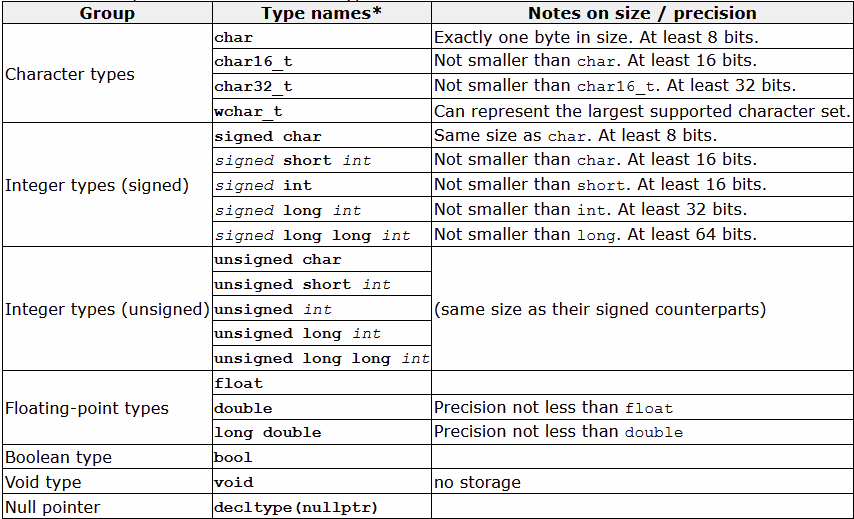 Group Type names* Notes on size / precision
Character types
char Exactly one byte in size. At least 8 bits.
char16_t Not smaller than char. At least 16 bits.
char32_t Not smaller than char16_t. At least 32 bits.
wchar_t Can represent the largest supported character set.
Integer types (signed)
signed char Same size as char. At least 8 bits.
signed short int Not smaller than char. At least 16 bits.
signed int Not smaller than short. At least 16 bits.
signed long int Not smaller than int. At least 32 bits.
signed long long int Not smaller than long. At least 64 bits.
Integer types (unsigned)
unsigned char
unsigned short int
unsigned int
unsigned long int
unsigned long long int
(same size as their signed counterparts)
Floating-point types
float
double Precision not less than float
long double Precision not less than double
Boolean type bool
Void type void no storage
Null pointer decltype(nullptr)